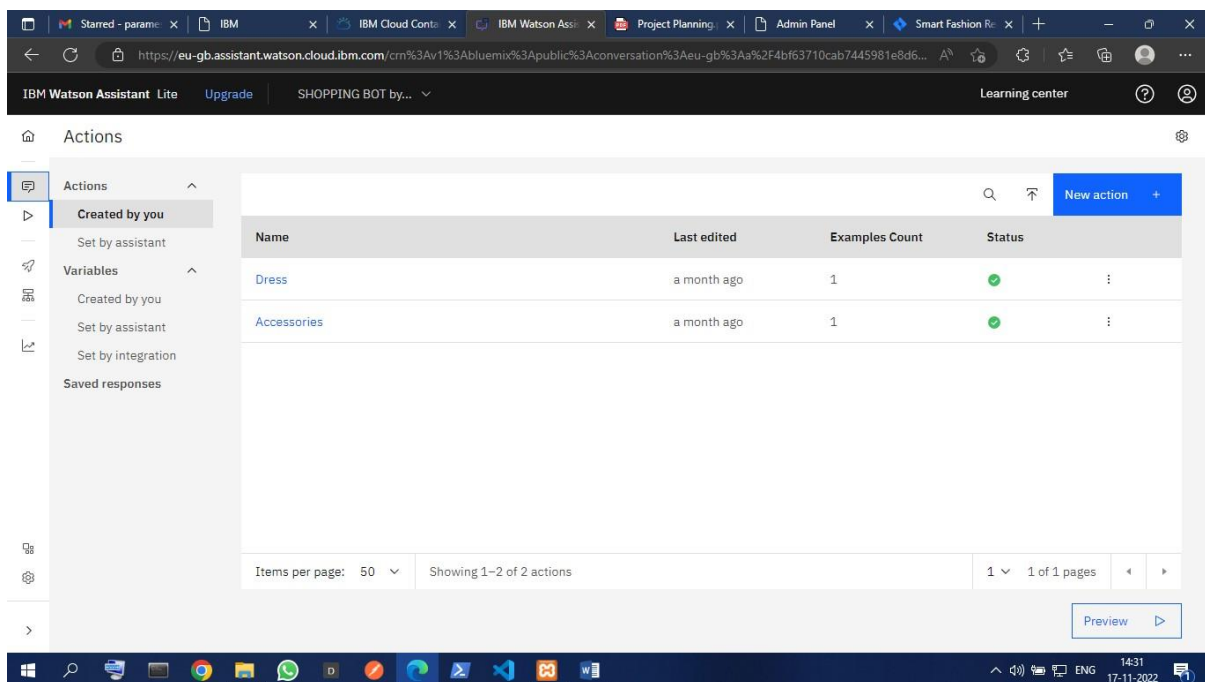 Starred - parame
IBM
IBM Cloud Conta
IBM Watson Assis
Project Planning.
Admin Panel
Smart Fashion Re
https://eu-gb.assistant.watson.cloud.ibm.com/crn%3Av1%3Abluemix%3Apublic%3Aconversation%3Aeu-gb%3Aa%2F4bf63710cab7445981e8d6...
IBM Watson Assistant Lite Upgrade SHOPPING BOT by... Learning center
Actions
Actions
Created by you
Set by assistant
Variables
Created by you
Set by assistant
Set by integration
Saved responses
New action +
Name Last edited Examples Count Status
Dress a month ago 1
Accessories a month ago 1
Items per page: 50 Showing 1–2 of 2 actions 1 1 of 1 pages
Preview
ENG 14:31
17-11-2022